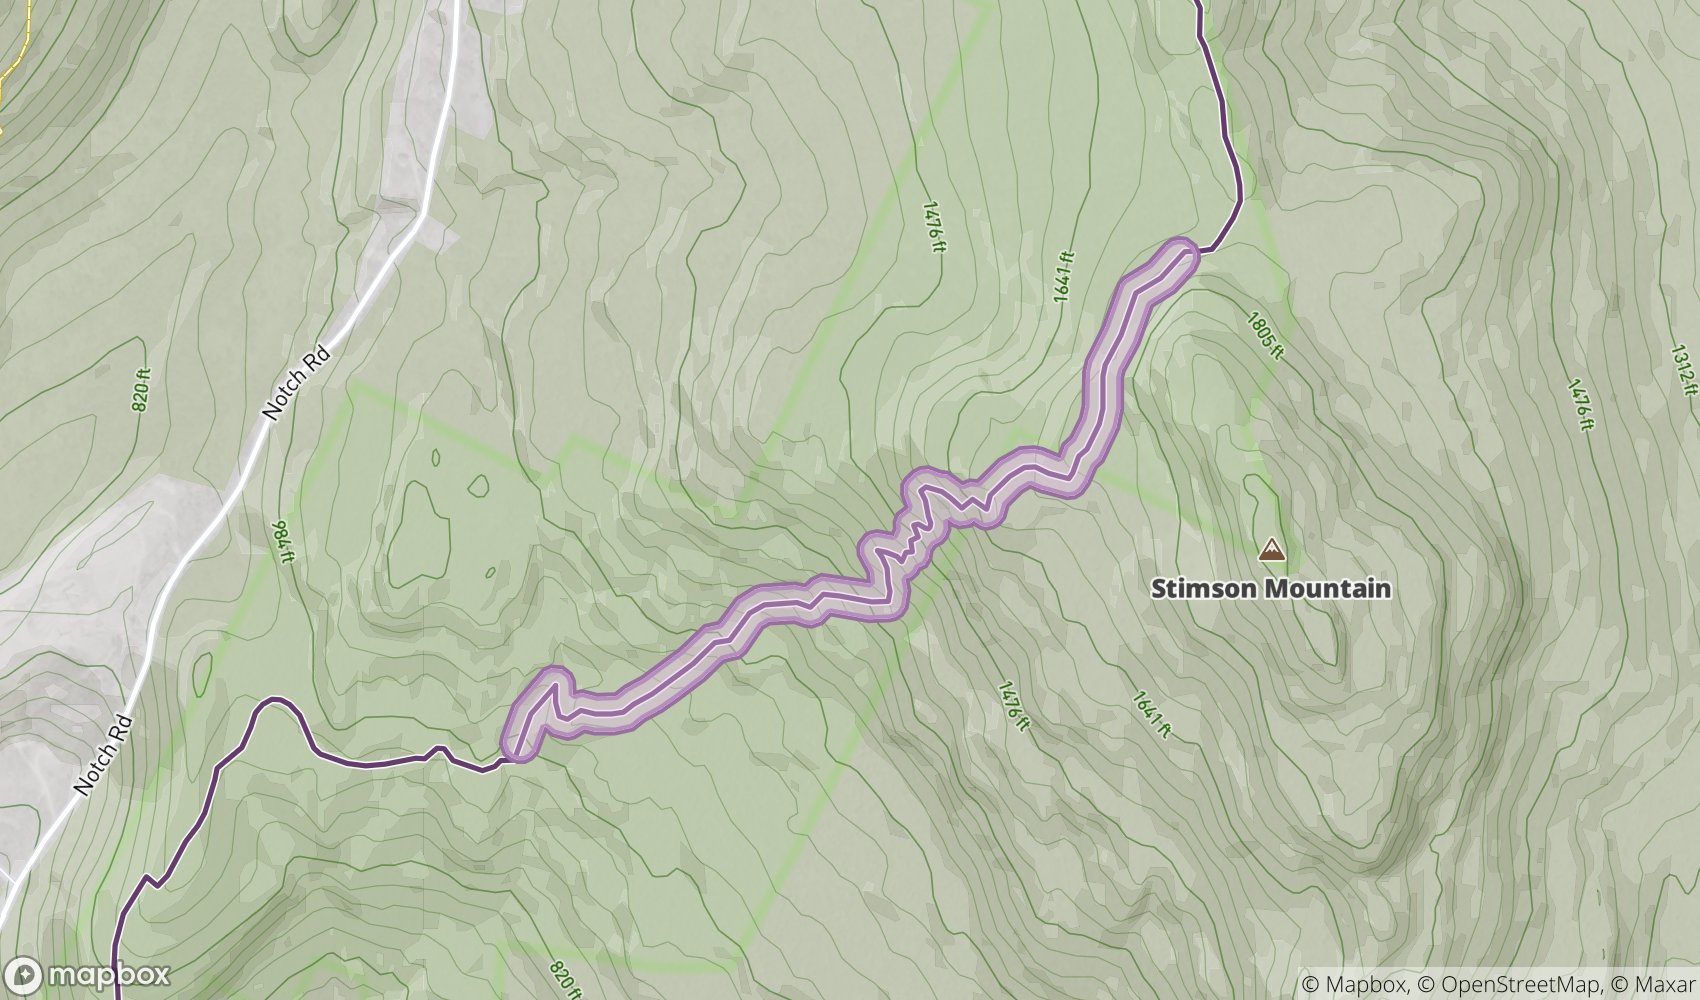 1476 ft
1641 ft
1805 ft
1312 ft
Notch Rd
820 ft
1476 ft
984 ft
Stimson Mountain
1476 ft
1641 ft
Notch Rd
820 ft
mapbox
© Mapbox, © OpenStreetMap, © Maxar